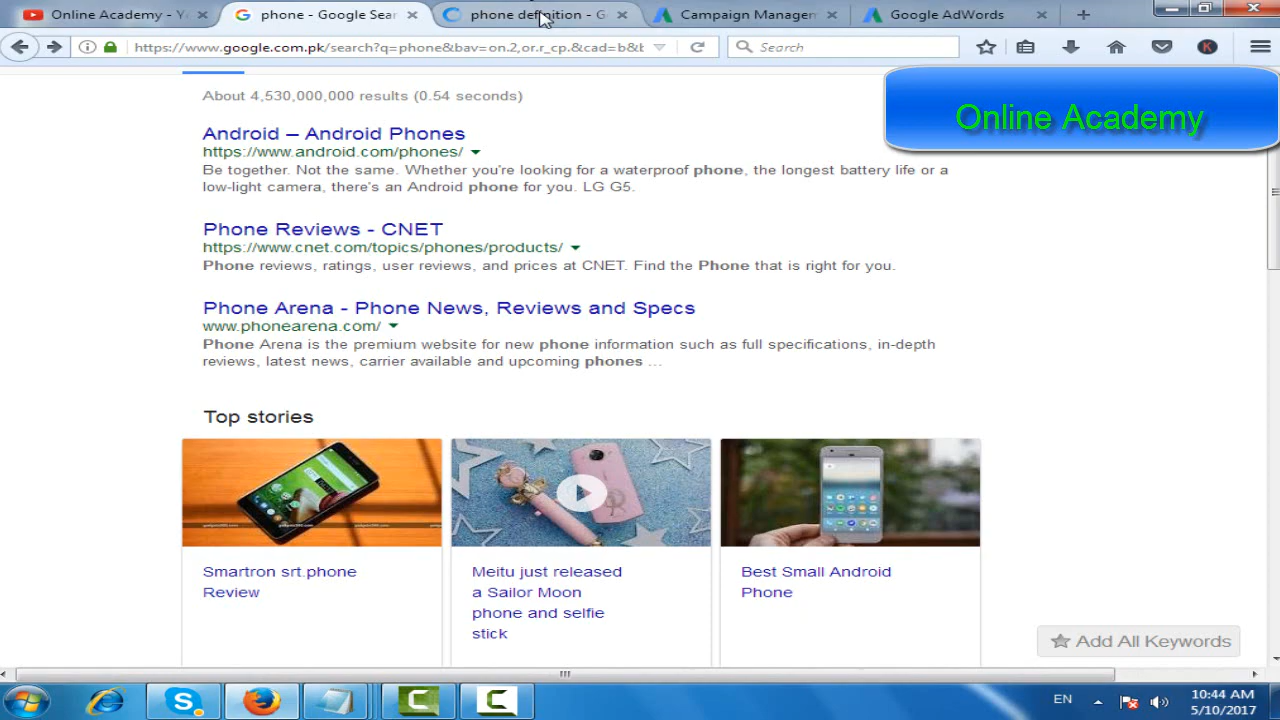 Online Academy - Y
phone - Google Sear
phone definition - G
Campaign Managem
Google AdWords
https://www.google.com.pk/search?q=phone&bav=on.2,or.r_cp.&cad=b&b
Search
K
Online Academy
About 4,530,000,000 results (0.54 seconds)
Android – Android Phones
https://www.android.com/phones/
Be together. Not the same. Whether you're looking for a waterproof phone, the longest battery life or a
low-light camera, there's an Android phone for you. LG G5.
Phone Reviews - CNET
https://www.cnet.com/topics/phones/products/
Phone reviews, ratings, user reviews, and prices at CNET. Find the Phone that is right for you.
Phone Arena - Phone News, Reviews and Specs
www.phonearena.com/
Phone Arena is the premium website for new phone information such as full specifications, in-depth
reviews, latest news, carrier available and upcoming phones ...
Top stories
Smartron srt.phone
Review
Meitu just released
a Sailor Moon
phone and selfie
stick
Best Small Android
Phone
Add All Keywords
EN
10:44 AM
5/10/2017